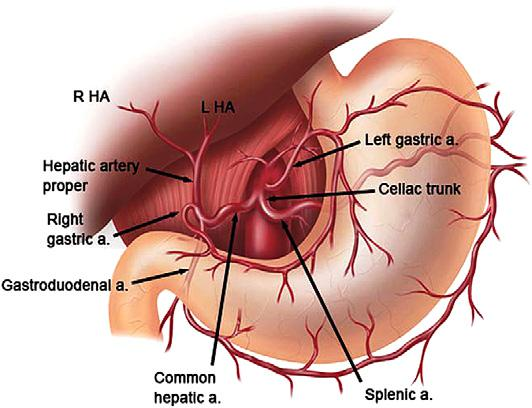 R HA
L HA
Left gastric a.
Hepatic artery
proper
Celiac trunk
Right
gastric a.
Gastroduodenal a.
Common
hepatic a.
Splenic a.